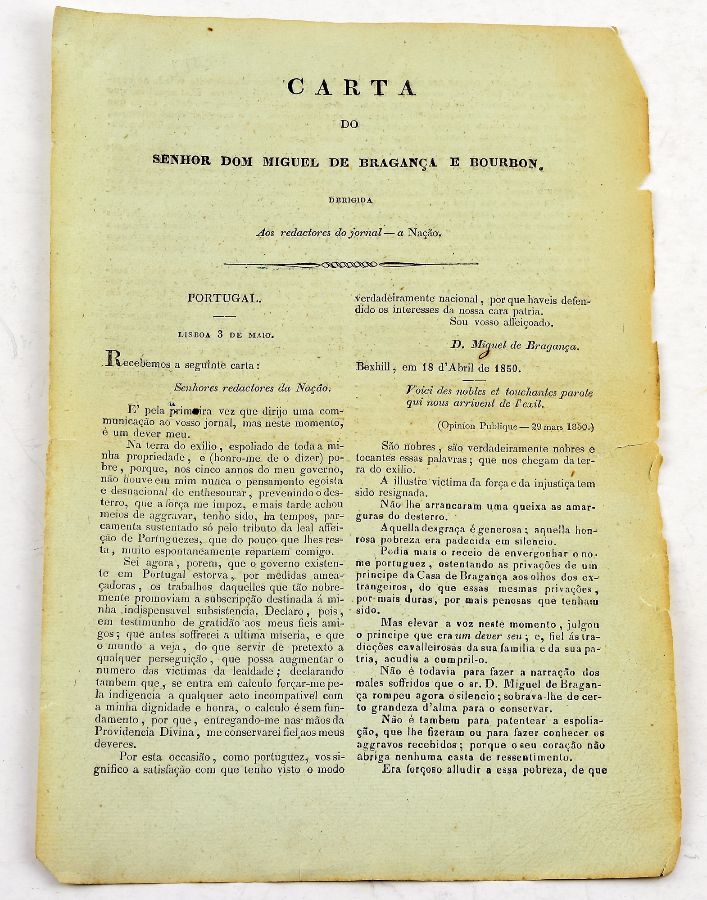 CARTA
DO
SENHOR DOM MIGUEL DE BRAGANÇA E BOURBON,
DERIGIDA
Aos redactores do jornal — a Nação.
PORTUGAL.
LISBOA 3 DE MAIO.
Recebemos a seguinte carta:
Senhores redactores da Nação.
E' pela primeira vez que dirijo uma com-
municação ao vosso jornal, mas neste momento,
é um dever meu.
Na terra do exilio, espoliado de toda a mi-
nha propriedade, e (honro-me de o dizer) po-
bre, porque, nos cinco annos do meu governo,
não houve em mim nunca o pensamento egoista
e desnacional de enthesourar, prevenindo o des-
terro, que a força me impoz, e mais tarde achou
meios de aggravar, tenho sido, ha tempos, par-
camente sustentado só pelo tributo da leal affei-
ção de Portuguezes, que do pouco que lhes res-
ta, muito espontaneamente repartem comigo.
Sei agora, porem, que o governo existen-
te em Portugal estorva, por medidas amea-
çadoras, os trabalhos daquelles que tão nobre-
mente promoviam a subscripção destinada á mi-
nha indispensavel subsistencia. Declaro, pois,
em testimunho de gratidão aos meus fieis ami-
gos; que antes soffrerei a ultima miseria, e que
o mundo a veja, do que servir de pretexto a
qualquer perseguição, que possa augmentar o
numero das victimas da lealdade; declarando
tambem que, se entra em calculo forçar-me pe-
la indigencia a qualquer acto incompativel com
a minha dignidade e honra, o calculo é sem fun-
damento, por que, entregando-me nas mãos da
Providencia Divina, me conservarei fiel aos meus
deveres.
Por esta occasião, como portuguez, vos si-
gnifico a satisfação com que tenho visto o modo
verdadeiramente nacional, por que haveis defen-
dido os interesses da nossa cara patria.
Sou vosso affeiçoado.
D. Miguel de Bragança.
Bexhill, em 18 d'Abril de 1850.
Voici des nobles et touchantes parole
qui nous arrivent de l'exil.
(Opinion Publique — 29 mars 1850.)
São nobres, são verdadeiramente nobres e
tocantes essas palavras; que nos chegam da ter-
ra do exilio.
A illustre victima da força e da injustiça tem
sido resignada.
Não lhe arrancaram uma queixa as amar-
guras do desterro.
Aquella desgraça é generosa; aquella hon-
rosa pobreza era padecida em silencio.
Podia mais o receio de envergonhar o no-
me portuguez, ostentando as privações de um
principe da Casa de Bragança aos olhos dos ex-
trangeiros, do que essas mesmas privações,
por mais duras, por mais penosas que tenham
sido.
Mas elevar a voz neste momento, julgou
o principe que era um dever seu; e, fiel ás tra-
dicções cavalleirosas da sua familia e da sua pa-
tria, acudiu a cumpril-o.
Não é todavia para fazer a narração dos
males soffridos que o sr. D. Miguel de Bragan-
ça rompeu agora o silencio; sobrava-lhe de cer-
to grandeza d'alma para o conservar.
Não é tambem para patentear a espolia-
ção, que lhe fizeram ou para fazer conhecer os
aggravos recebidos; porque o seu coração não
abriga nenhuma casta de ressentimento.
Era forçoso alludir a essa pobreza, de que